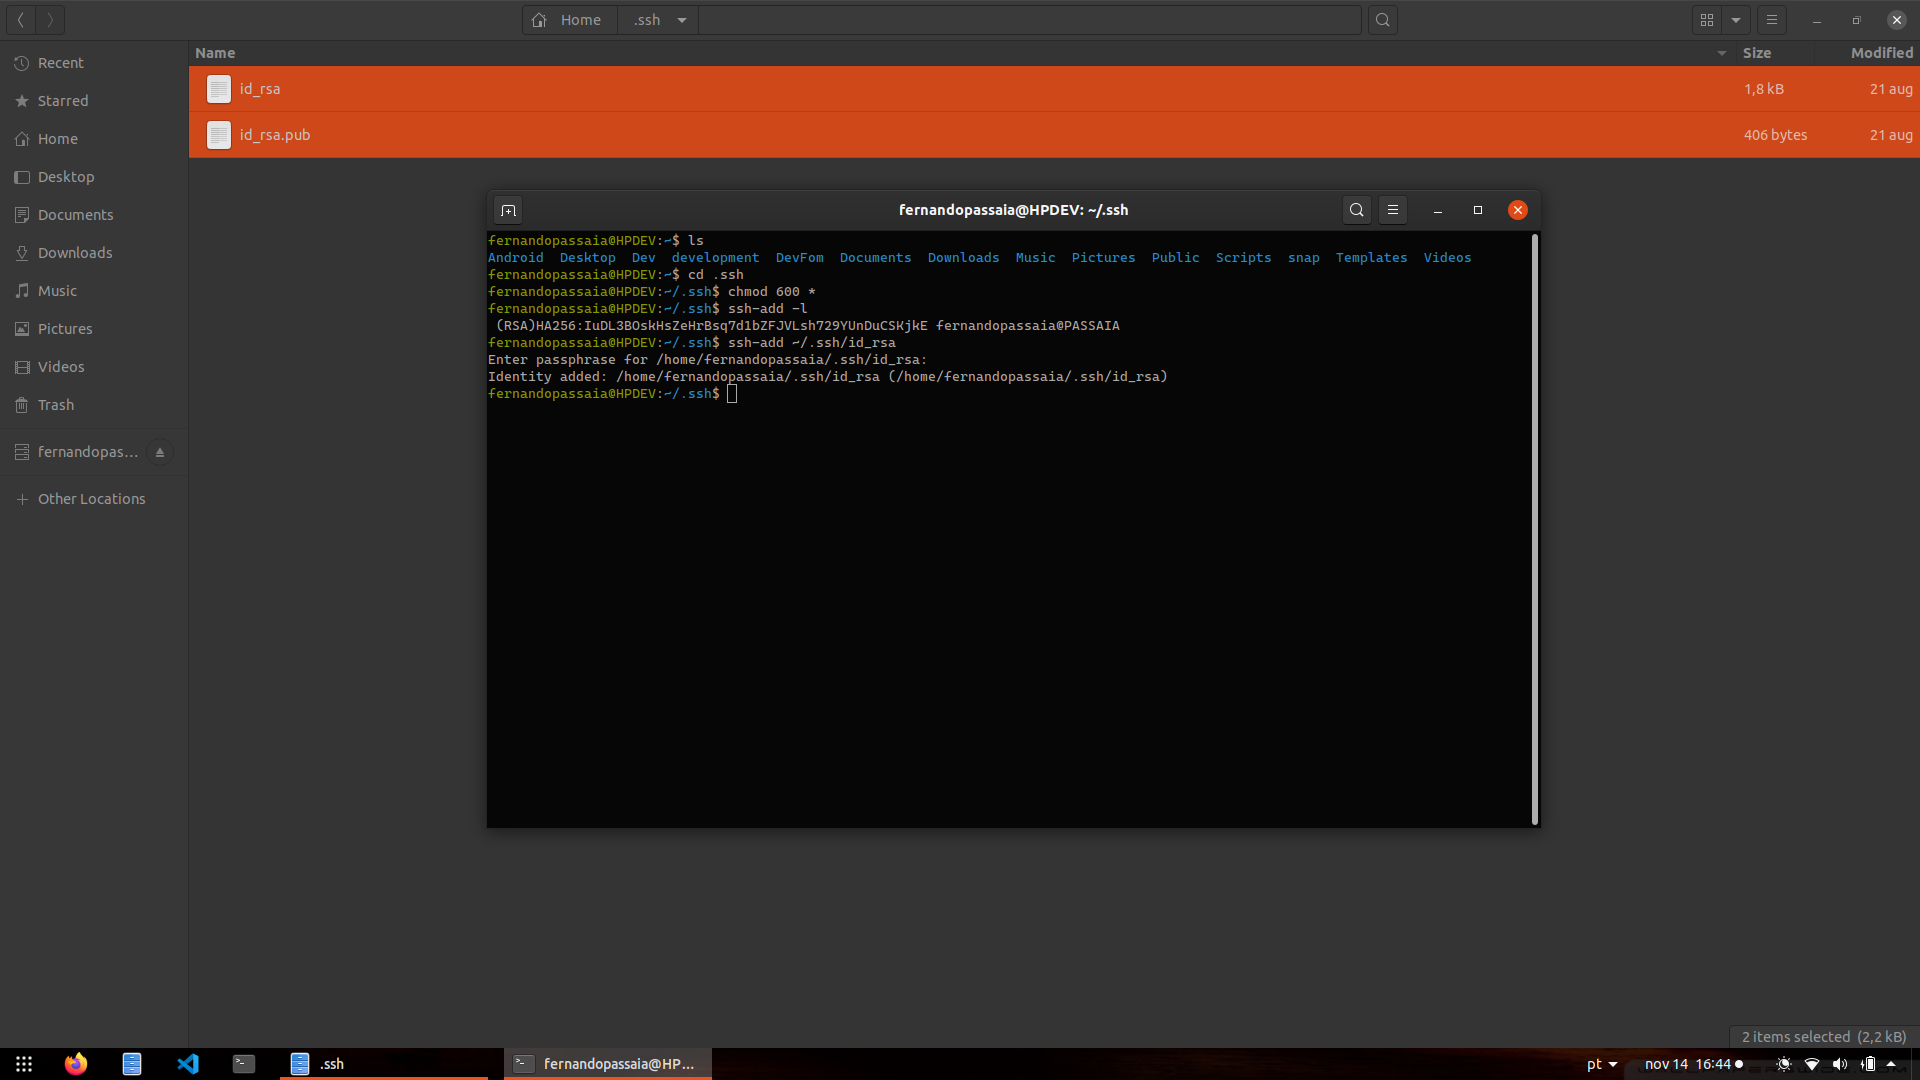 Home
.ssh
Name
Size
Modified
Recent
Starred
Home
Desktop
Documents
Downloads
Music
Pictures
Videos
Trash
fernandopas...
Other Locations
id_rsa
1,8 kB
21 aug
id_rsa.pub
406 bytes
21 aug
fernandopassaia@HPDEV: ~/.ssh
fernandopassaia@HPDEV:~$ ls
Android  Desktop  Dev  development  DevFom  Documents  Downloads  Music  Pictures  Public  Scripts  snap  Templates  Videos
fernandopassaia@HPDEV:~$ cd .ssh
fernandopassaia@HPDEV:~/.ssh$ chmod 600 *
fernandopassaia@HPDEV:~/.ssh$ ssh-add -l
(RSA)HA256:IuDL3BOskHsZeHrBsq7d1bZFJVLsh729YUnDuCSKjkE fernandopassaia@PASSAIA
fernandopassaia@HPDEV:~/.ssh$ ssh-add ~/.ssh/id_rsa
Enter passphrase for /home/fernandopassaia/.ssh/id_rsa:
Identity added: /home/fernandopassaia/.ssh/id_rsa (/home/fernandopassaia/.ssh/id_rsa)
fernandopassaia@HPDEV:~/.ssh$
2 items selected (2,2 kB)
.ssh
fernandopassaia@HP...
pt
nov 14 16:44